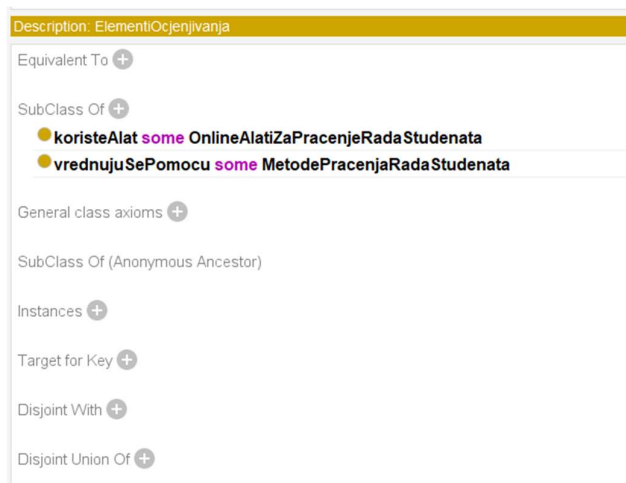 Description: ElementiOcjenjivanja
Equivalent To
SubClass Of
koristeAlat some OnlineAlatiZaPracenjeRadaStudenata
vrednujuSePomocu some MetodePracenjaRadaStudenata
General class axioms
SubClass Of (Anonymous Ancestor)
Instances
Target for Key
Disjoint With
Disjoint Union Of